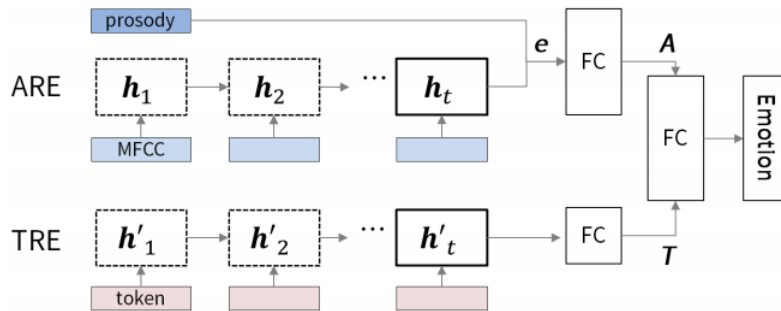 prosody
e
FC
A
ARE
h1
h2
...
ht
MFCC
FC
Emotion
TRE
h'1
h'2
...
h't
FC
T
token